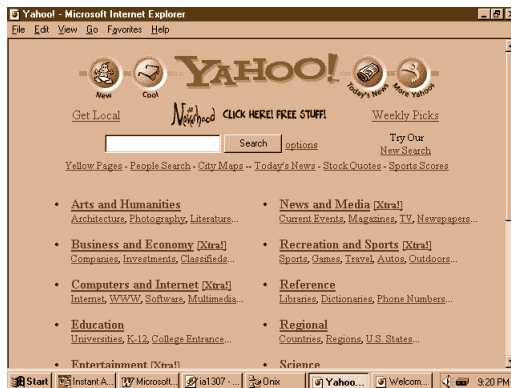 Yahoo! - Microsoft Internet Explorer
File Edit View Go Favorites Help
YAHOO!
New Cool Today's News More Yahoos
Get Local CLICK HERE! FREE STUFF! Weekly Picks
Search options Try Our
New Search
Yellow Pages - People Search - City Maps -- Today's News - Stock Quotes - Sports Scores
• Arts and Humanities
Architecture, Photography, Literature...
• News and Media [Xtra!]
Current Events, Magazines, TV, Newspapers...
• Business and Economy [Xtra!]
Companies, Investments, Classifieds...
• Recreation and Sports [Xtra!]
Sports, Games, Travel, Autos, Outdoors...
• Computers and Internet [Xtra!]
Internet, WWW, Software, Multimedia...
• Reference
Libraries, Dictionaries, Phone Numbers...
• Education
Universities, K-12, College Entrance...
• Regional
Countries, Regions, U.S. States...
• Entertainment [Xtra!]
• Science
Start Instant A... Microsoft... ia1307 - ... Onix Yahoo... Welcom... 9:20 PM